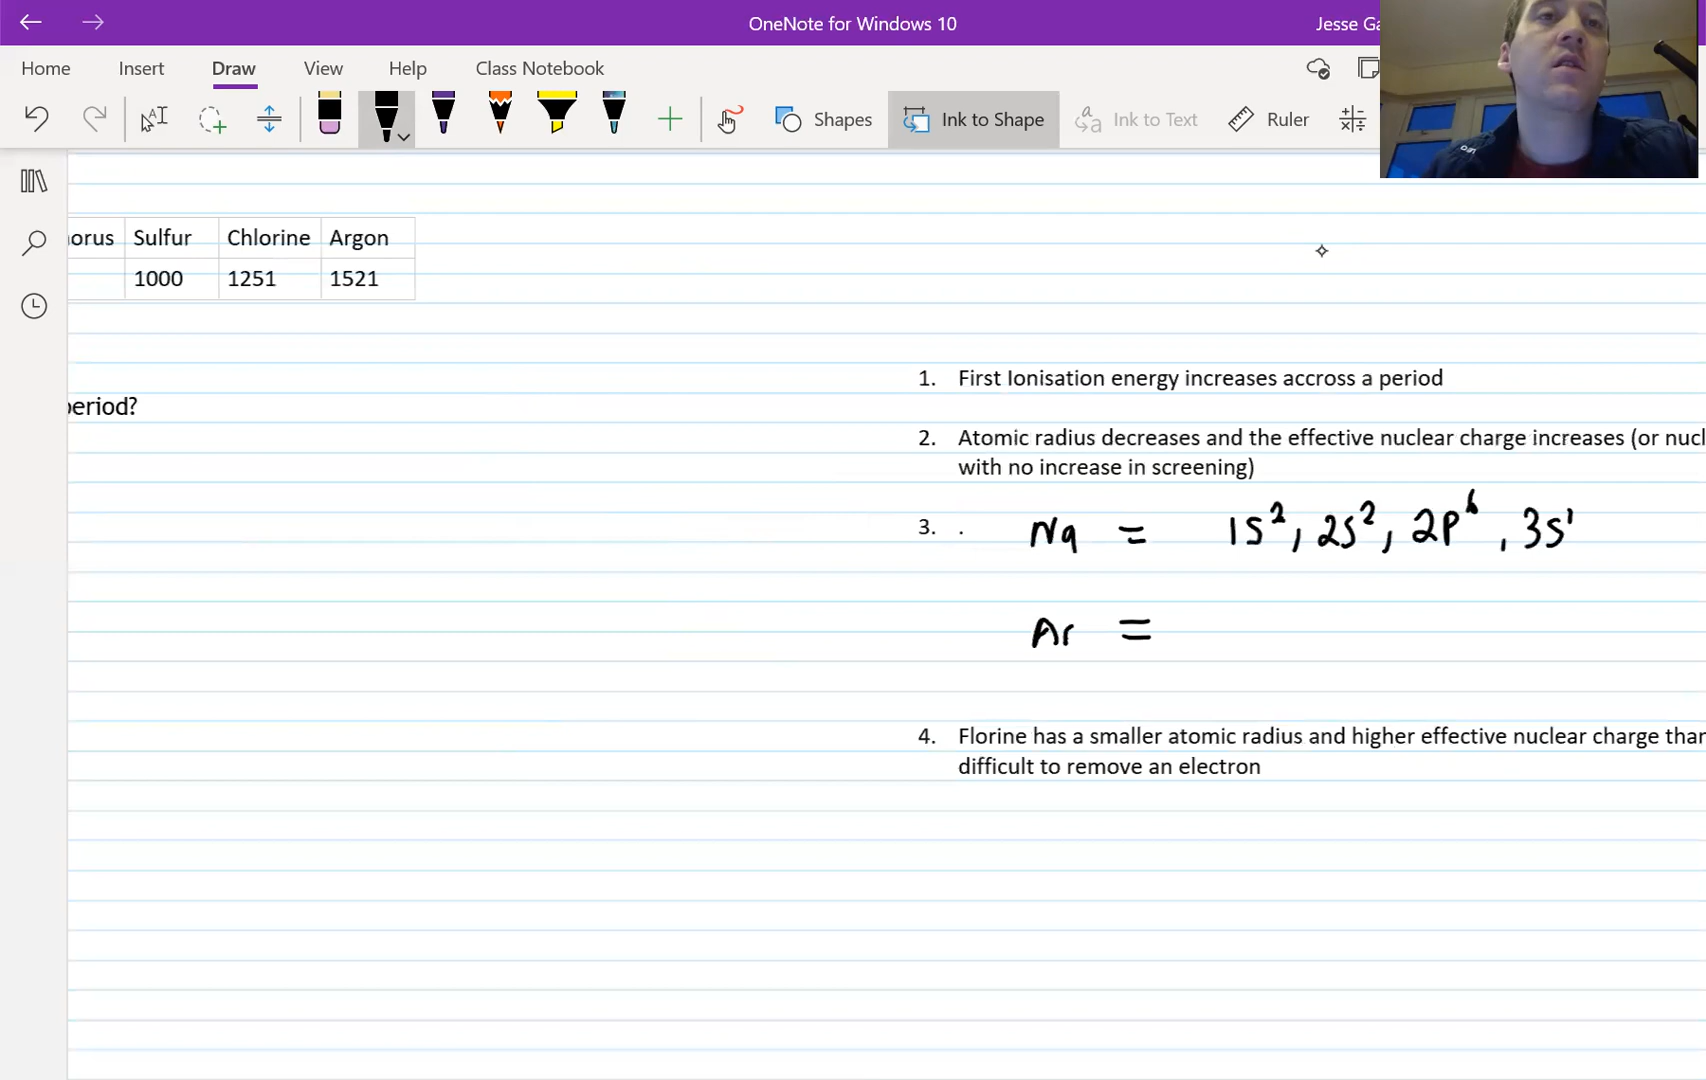 OneNote for Windows 10
Jesse Ga
Home Insert Draw View Help Class Notebook
Shapes Ink to Shape Ink to Text Ruler
orus Sulfur Chlorine Argon
1000 1251 1521
period?
1. First Ionisation energy increases accross a period
2. Atomic radius decreases and the effective nuclear charge increases (or nucl
with no increase in screening)
3. . Na = 1s², 2s², 2p⁶, 3s¹
Ar =
4. Florine has a smaller atomic radius and higher effective nuclear charge than
difficult to remove an electron